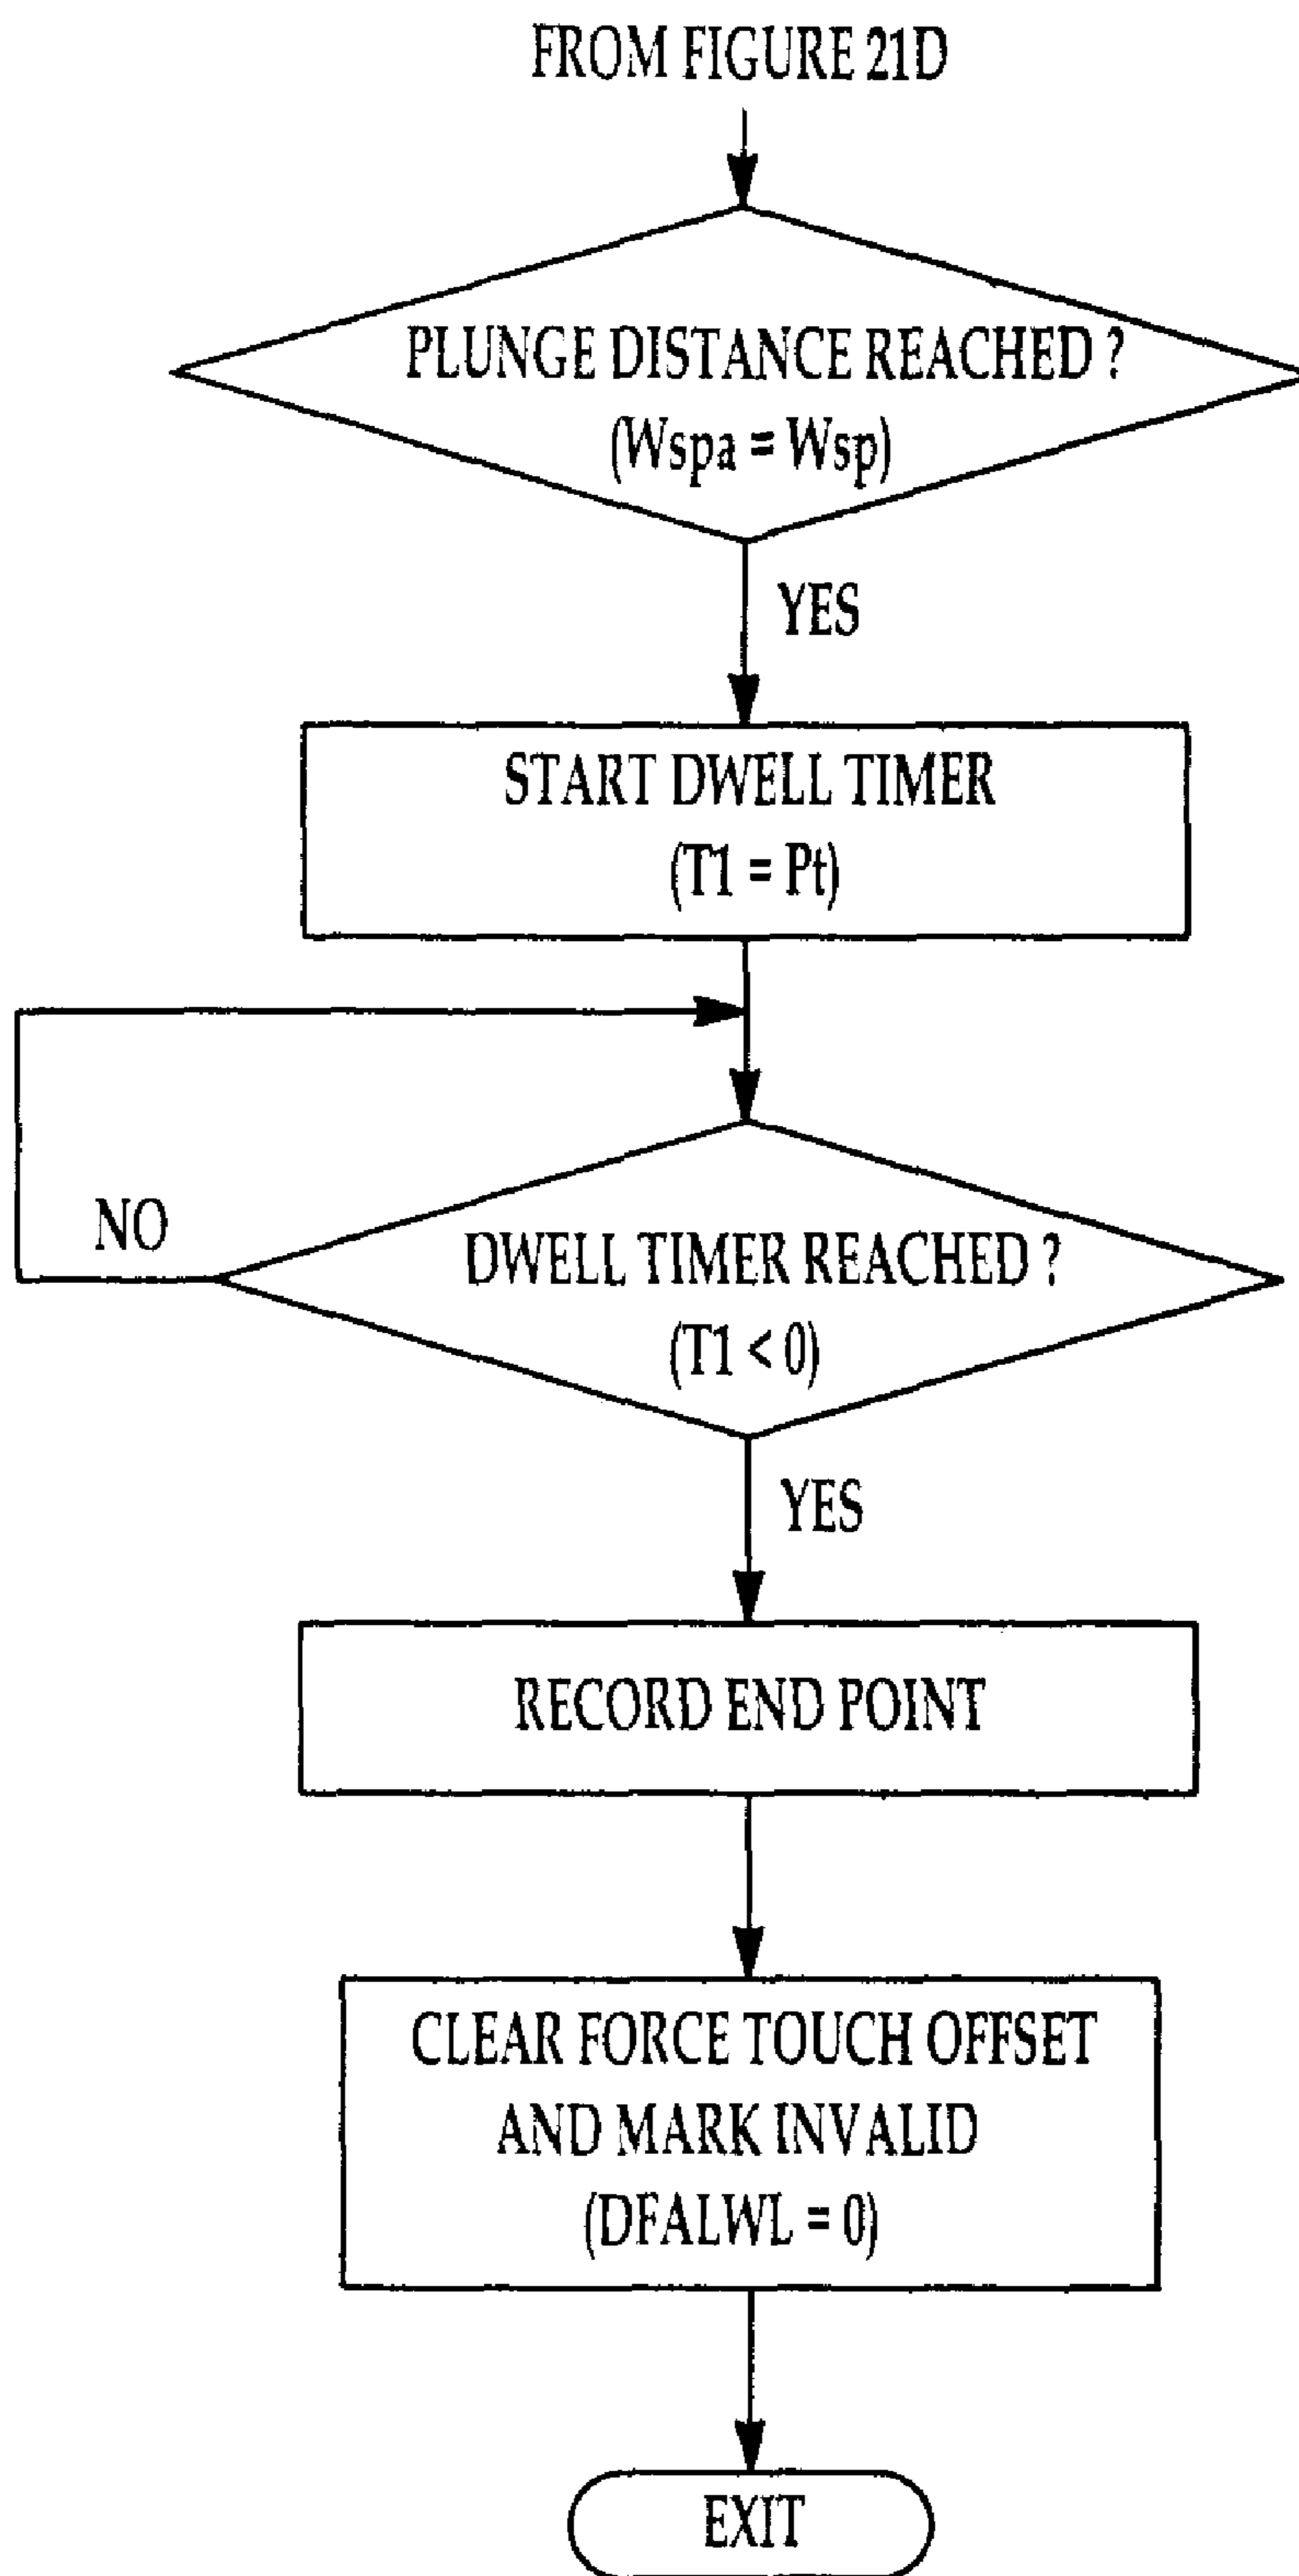 FROM FIGURE 21D
PLUNGE DISTANCE REACHED ?
(Wspa = Wsp)
YES
START DWELL TIMER
(T1 = Pt)
NO
DWELL TIMER REACHED ?
(T1 < 0)
YES
RECORD END POINT
CLEAR FORCE TOUCH OFFSET
AND MARK INVALID
(DFALWL = 0)
EXIT